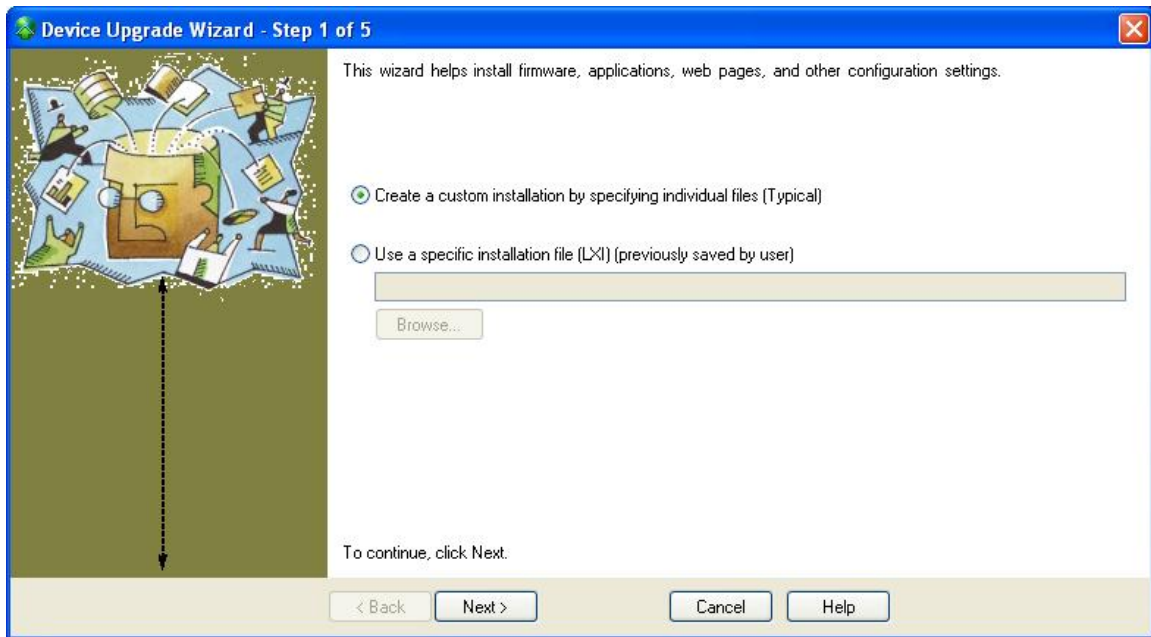 Device Upgrade Wizard - Step 1 of 5
This wizard helps install firmware, applications, web pages, and other configuration settings.
Create a custom installation by specifying individual files (Typical)
Use a specific installation file (LXI) (previously saved by user)
Browse...
To continue, click Next.
< Back
Next >
Cancel
Help